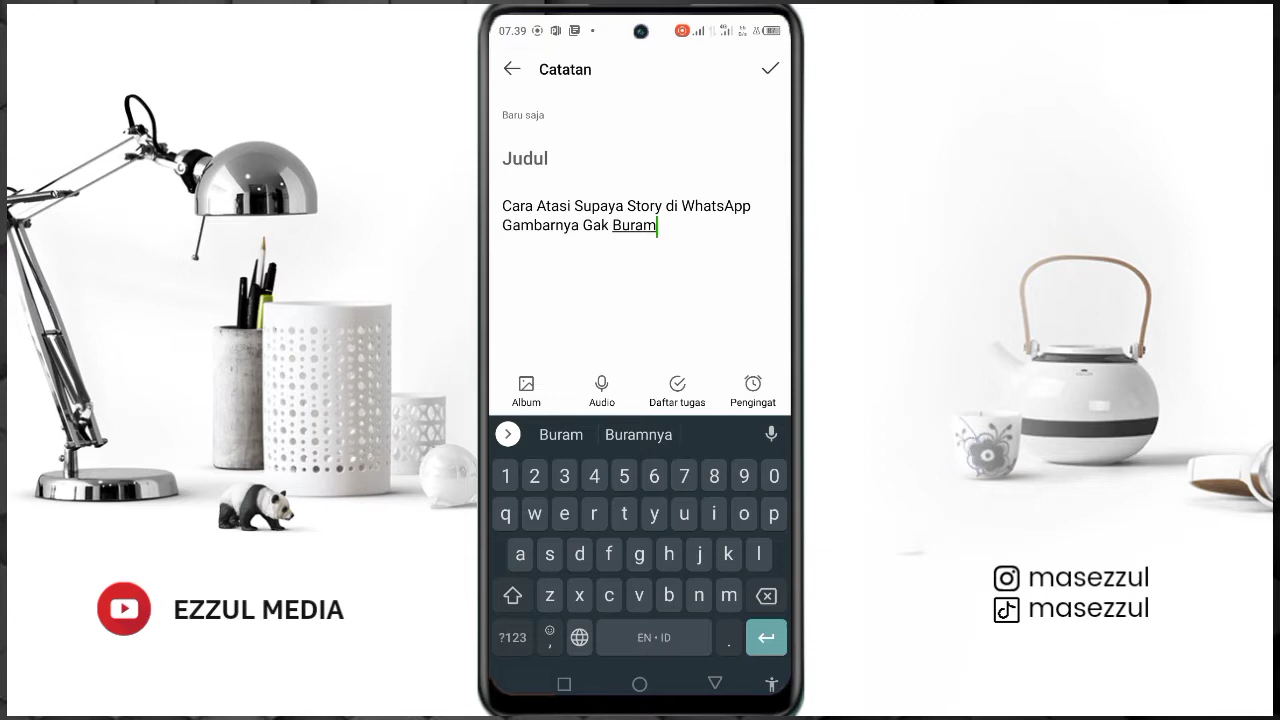 07.39
Catatan
Baru saja
Judul
Cara Atasi Supaya Story di WhatsApp
Gambarnya Gak Buram
Album Audio Daftar tugas Pengingat
Buram Buramnya
1 2 3 4 5 6 7 8 9 0
q w e r t y u i o p
a s d f g h j k l
z x c v b n m
?123 , EN • ID .
EZZUL MEDIA
masezzul
masezzul